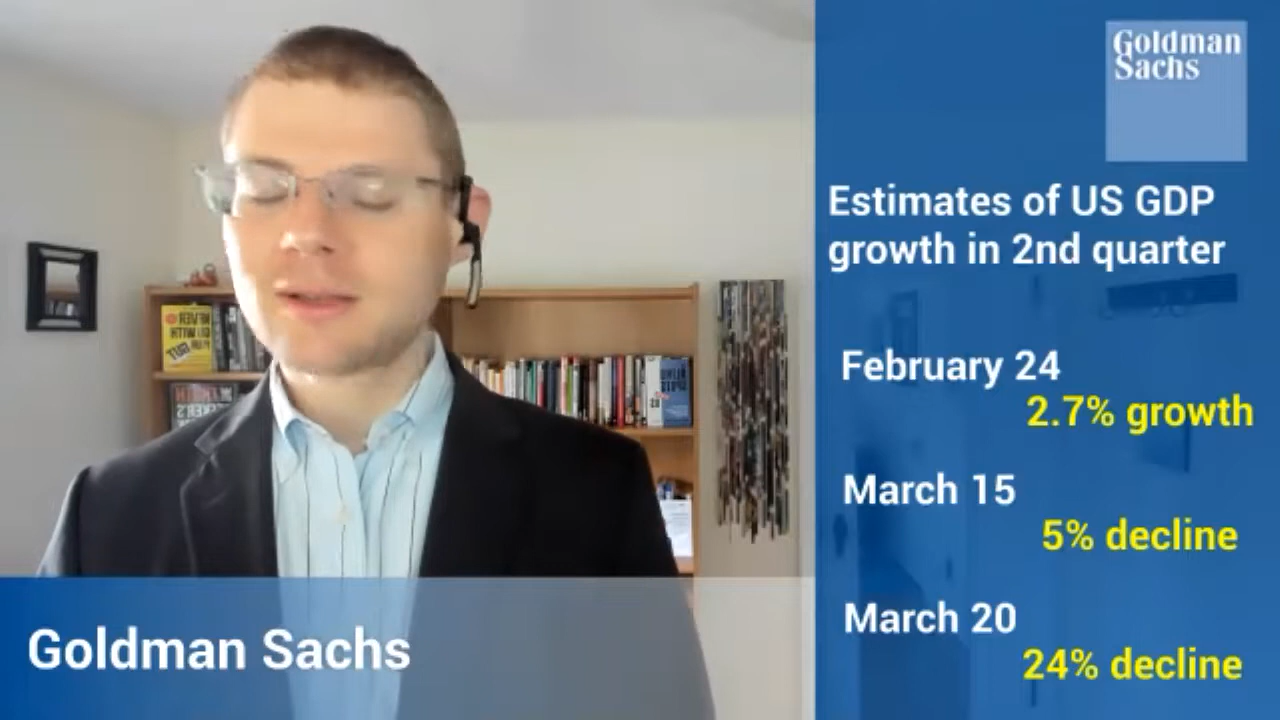 Goldman
Sachs
Estimates of US GDP
growth in 2nd quarter
February 24
2.7% growth
March 15
5% decline
March 20
24% decline
Goldman Sachs